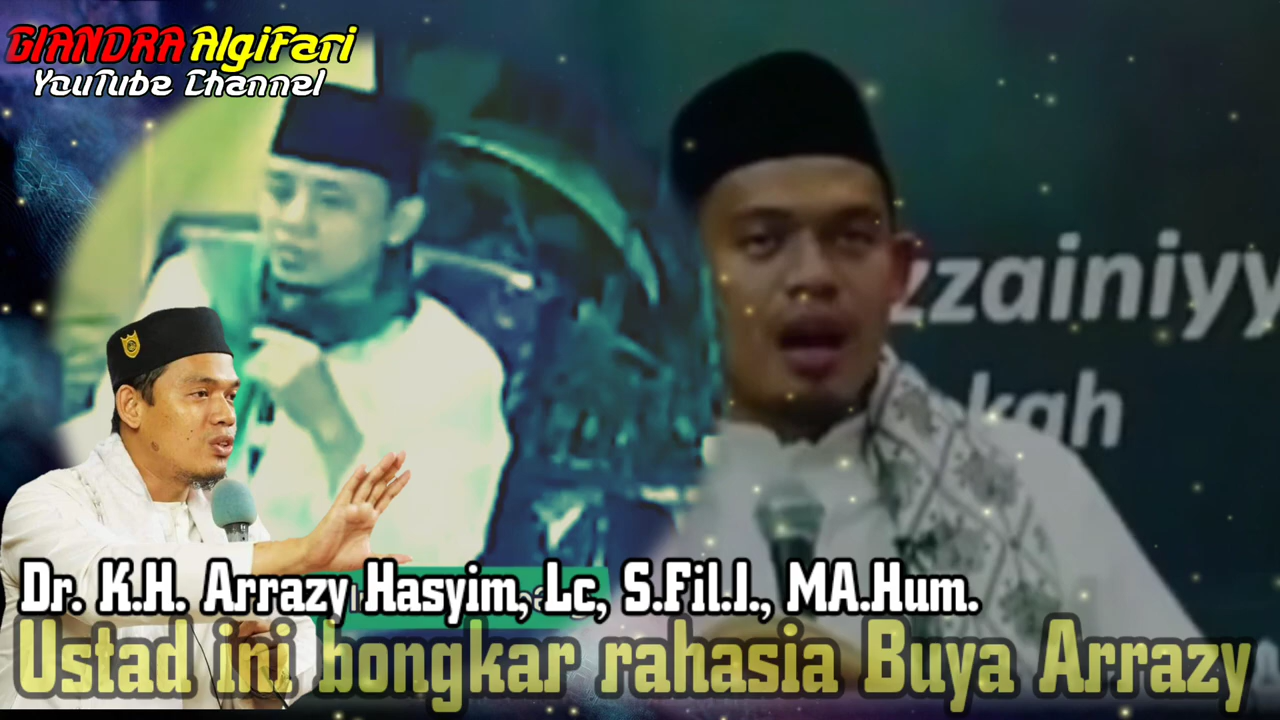 GIANDRA Algifari
YouTube Channel
zzainiyy
kah
Dr. K.H. Arrazy Hasyim, Lc, S.Fil.I., MA.Hum.
Ustad ini bongkar rahasia Buya Arrazy